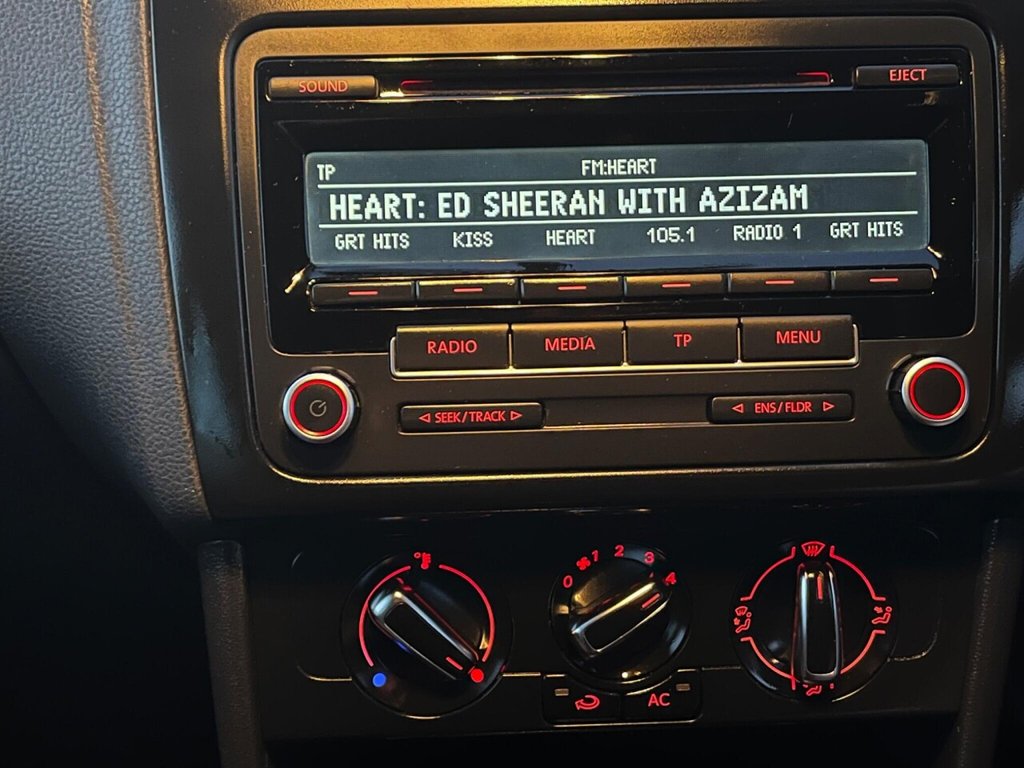 SOUND EJECT
TP FM:HEART
HEART: ED SHEERAN WITH AZIZAM
GRT HITS KISS HEART 105.1 RADIO 1 GRT HITS
RADIO MEDIA TP MENU
SEEK/TRACK ENS/FLDR
0 1 2 3 4
AC